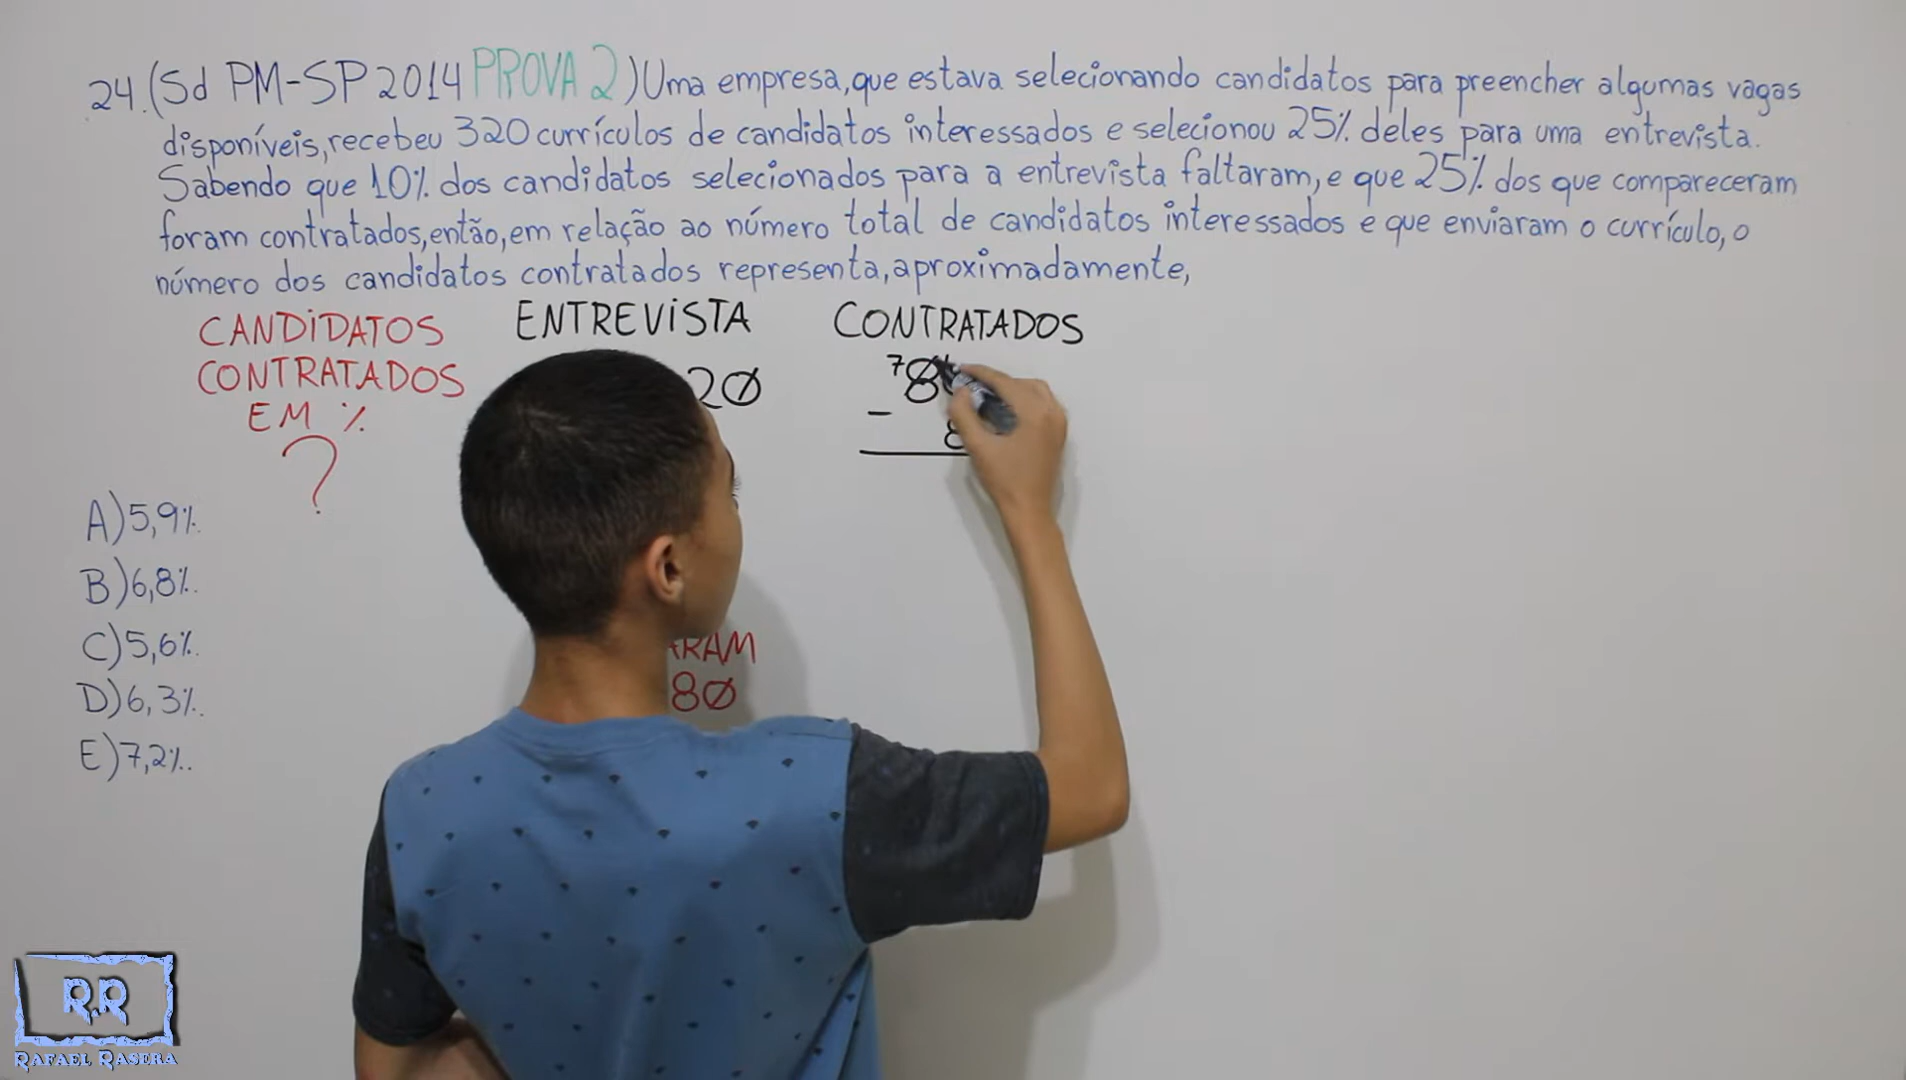 24. (Sd PM-SP 2014 PROVA 2) Uma empresa, que estava selecionando candidatos para preencher algumas vagas
disponíveis, recebeu 320 currículos de candidatos interessados e selecionou 25% deles para uma entrevista.
Sabendo que 10% dos candidatos selecionados para a entrevista faltaram, e que 25% dos que compareceram
foram contratados, então, em relação ao número total de candidatos interessados e que enviaram o currículo, o
número dos candidatos contratados representa, aproximadamente,
CANDIDATOS
CONTRATADOS
EM %
?
ENTREVISTA
20
80
CONTRATADOS
7 8
- 8
A) 5,9%.
B) 6,8%.
C) 5,6%.
D) 6,3%.
E) 7,2%.
R.R
RAFAEL RASERA